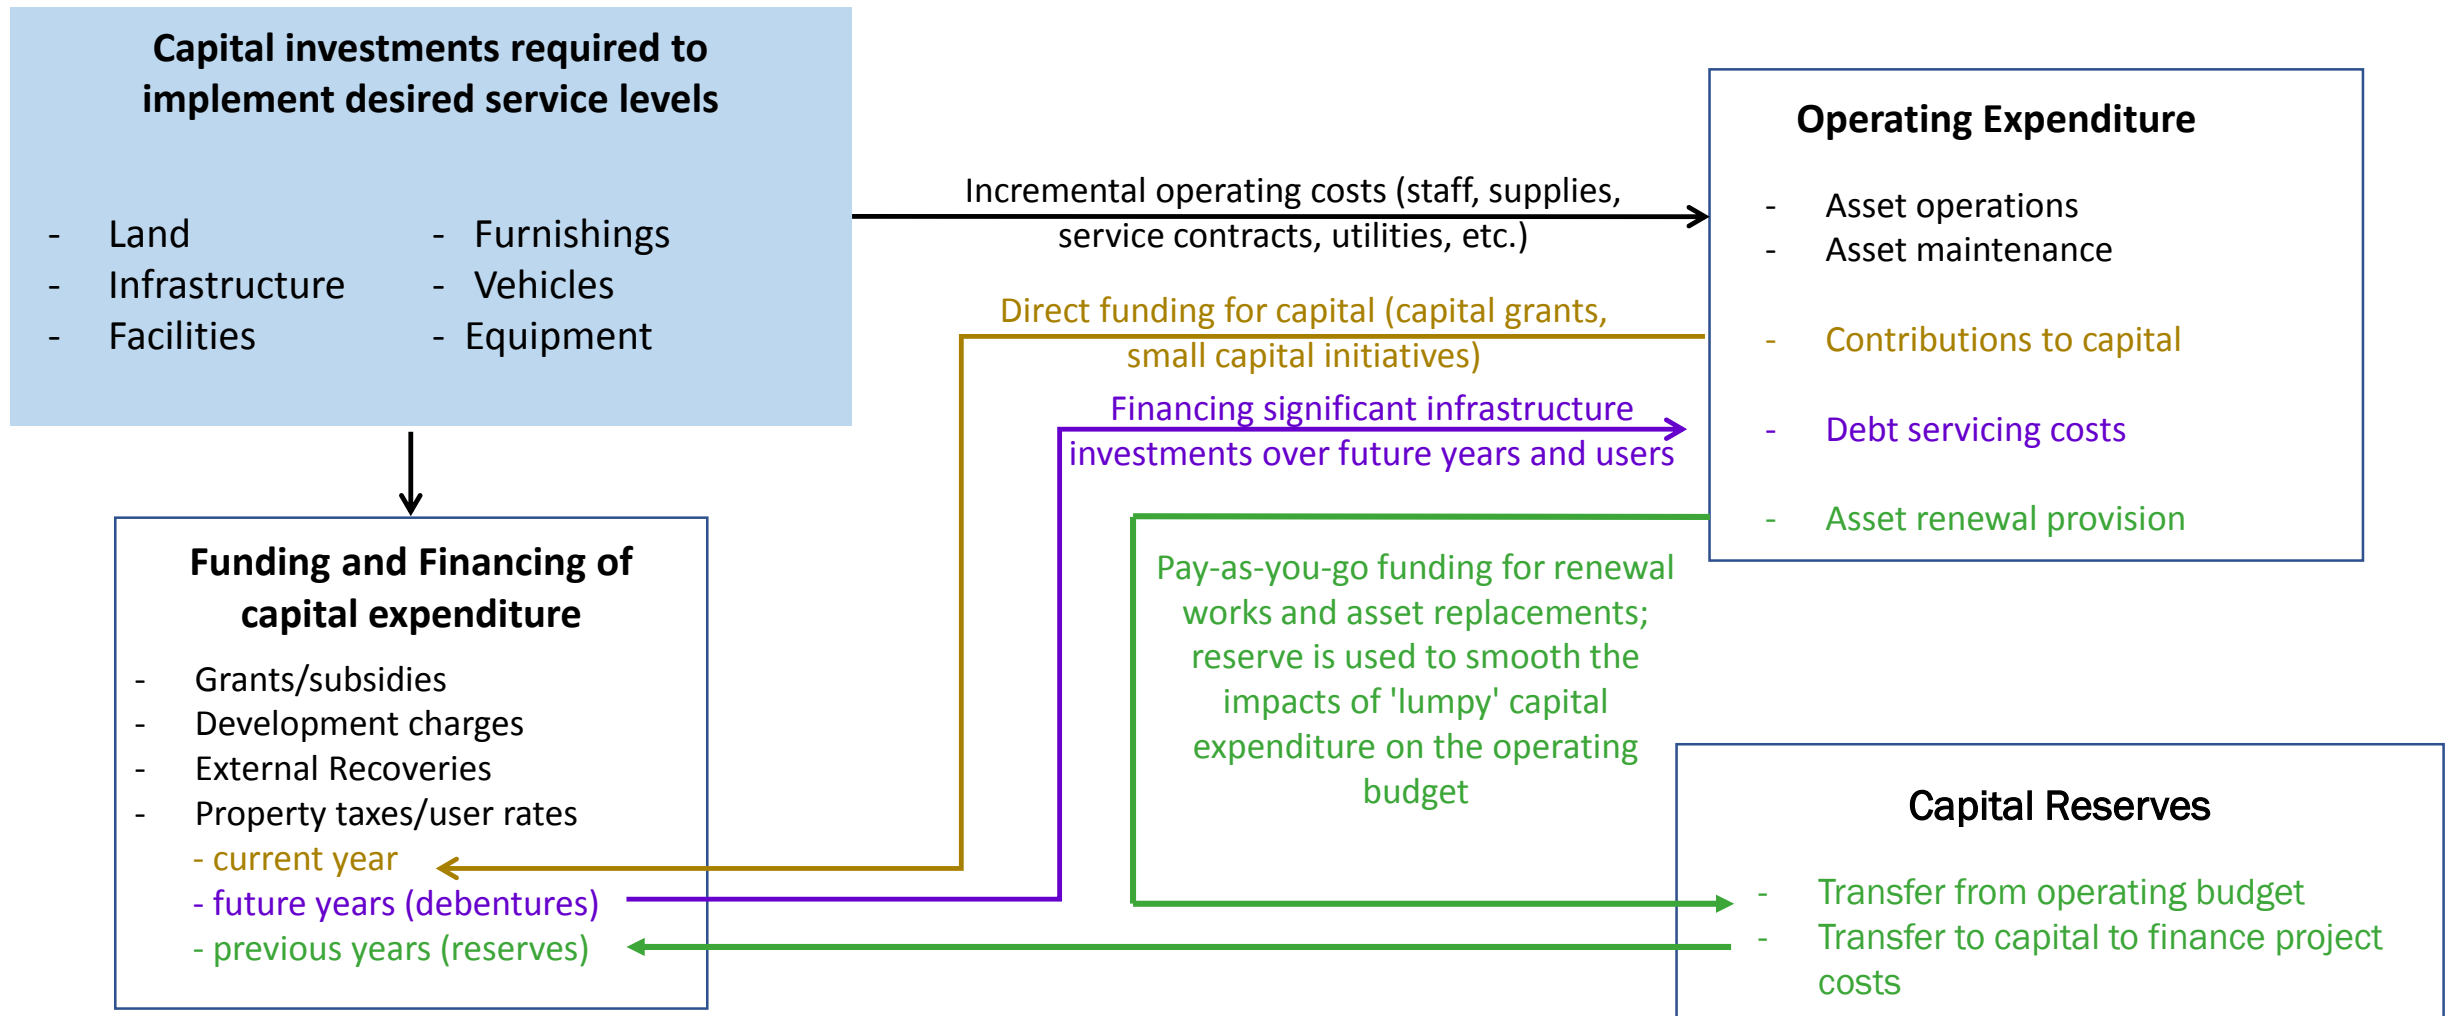 Capital investments required to
implement desired service levels
- Land
- Infrastructure
- Facilities
- Furnishings
- Vehicles
- Equipment
Incremental operating costs (staff, supplies,
service contracts, utilities, etc.)
Direct funding for capital (capital grants,
small capital initiatives)
Financing significant infrastructure
investments over future years and users
Operating Expenditure
- Asset operations
- Asset maintenance
- Contributions to capital
- Debt servicing costs
- Asset renewal provision
Pay-as-you-go funding for renewal
works and asset replacements;
reserve is used to smooth the
impacts of 'lumpy' capital
expenditure on the operating
budget
Funding and Financing of
capital expenditure
- Grants/subsidies
- Development charges
- External Recoveries
- Property taxes/user rates
- current year
- future years (debentures)
- previous years (reserves)
Capital Reserves
- Transfer from operating budget
- Transfer to capital to finance project
costs